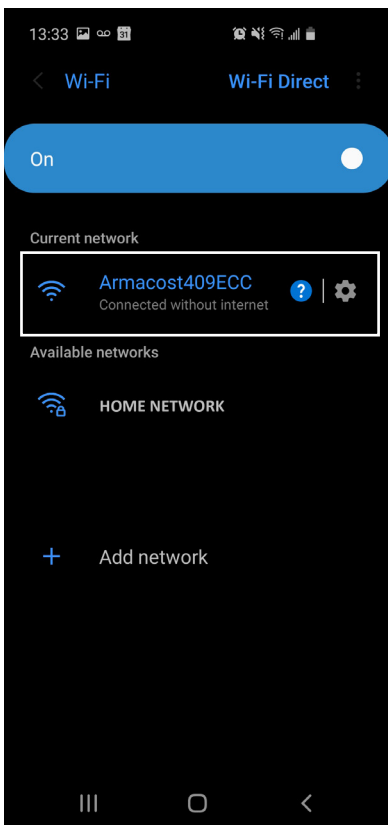 13:33 31
Wi-Fi Wi-Fi Direct
On
Current network
Armacost409ECC
Connected without internet
?
Available networks
HOME NETWORK
Add network